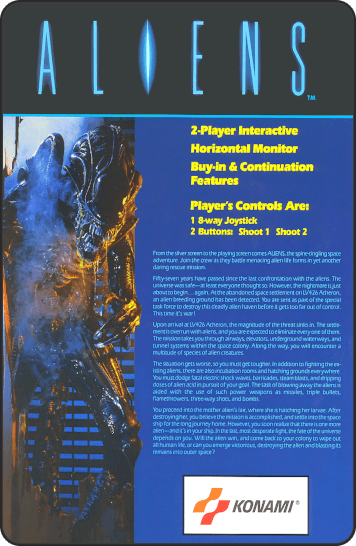 ALIENS
TM
2-Player Interactive
Horizontal Monitor
Buy-in & Continuation
Features
Player's Controls Are:
1 8-way Joystick
2 Buttons: Shoot 1 Shoot 2
From the silver screen to the playing screen comes ALIENS, the spine-tingling space
adventure. Join the crew as they battle menacing alien life forms in yet another
daring rescue mission.
Fifty-seven years have passed since the last confrontation with the aliens. The
universe was safe—at least everyone thought so. However, the nightmare is just
about to begin . . . again. At the abandoned space settlement on LV426 Acheron,
an alien breeding ground has been detected. You are sent as part of the special
task force to destroy this deadly alien haven before it gets too far out of control.
This time it's war!
Upon arrival at LV426 Acheron, the magnitude of the threat sinks in. The settle-
ment is overrun with aliens, and you are expected to eliminate every one of them.
The mission takes you through airways, elevators, underground waterways, and
tunnel systems within the space colony. Along the way, you will encounter a
multitude of species of alien creatures.
The situation gets worse, so you must get tougher. In addition to fighting the ex-
isting aliens, there are also incubation rooms and hatching grounds everywhere.
You must dodge fatal electric shock waves, barricades, steam blasts, and dripping
doses of alien acid in pursuit of your goal. The task of blowing away the aliens is
aided with the use of such power weapons as missiles, triple bullets,
flamethrowers, three-way shots, and bombs.
You proceed into the mother alien's lair, where she is hatching her larvae. After
destroying her, you believe the mission is accomplished, and settle into the space
ship for the long journey home. However, you soon realize that there is one more
alien—and it's in your ship. In the last, most desperate fight, the fate of the universe
depends on you. Will the alien win, and come back to your colony to wipe out
all human life, or can you emerge victorious, destroying the alien and blasting its
remains into outer space?
KONAMI®